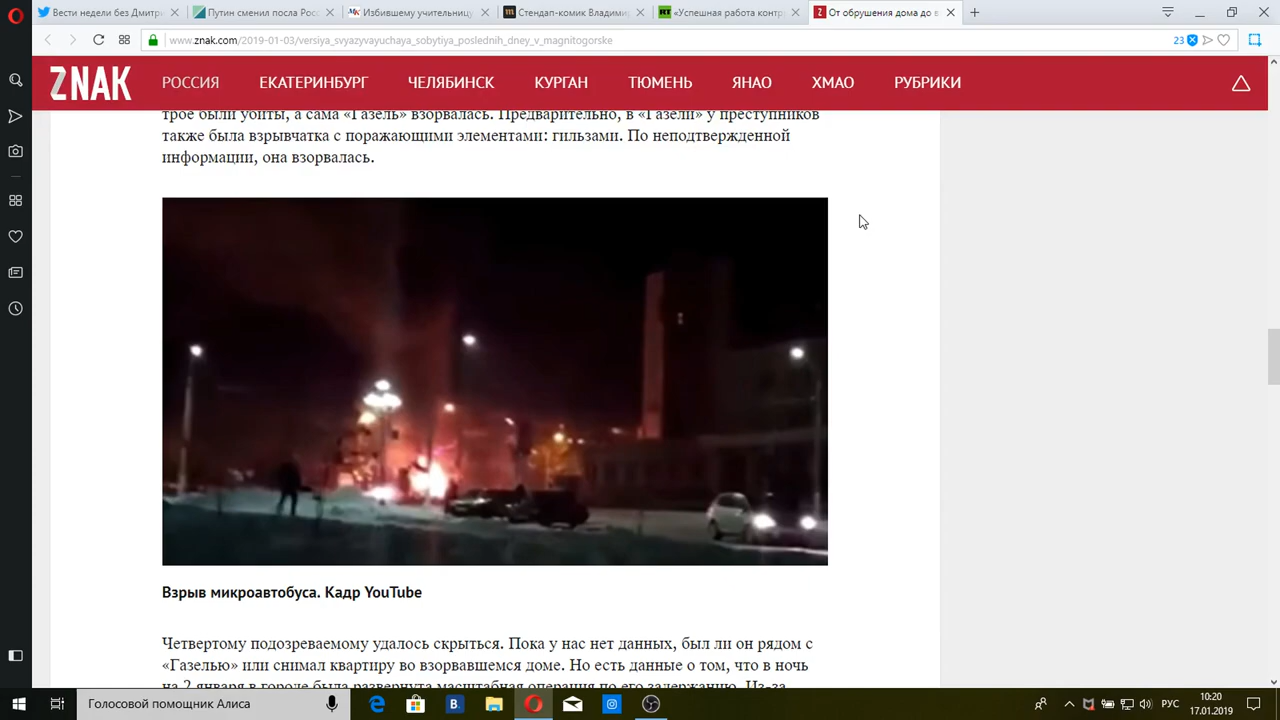 Вести недели без Дмитри
Путин сменил посла Рос
Избившему учительницу
Стендап-комик Владимир
«Успешная работа контр
От обрушения дома до в
www.znak.com/2019-01-03/versiya_svyazyvayuchaya_sobytiya_poslednih_dney_v_magnitogorske
23
ZНАК РОССИЯ ЕКАТЕРИНБУРГ ЧЕЛЯБИНСК КУРГАН ТЮМЕНЬ ЯНАО ХМАО РУБРИКИ
трое были убиты, а сама «Газель» взорвалась. Предварительно, в «Газели» у преступников
также была взрывчатка с поражающими элементами: гильзами. По неподтвержденной
информации, она взорвалась.
Взрыв микроавтобуса. Кадр YouTube
Четвертому подозреваемому удалось скрыться. Пока у нас нет данных, был ли он рядом с
«Газелью» или снимал квартиру во взорвавшемся доме. Но есть данные о том, что в ночь
на 2 января в городе была развернута масштабная операция по его задержанию. Из-за
Голосовой помощник Алиса
РУС
10:20
17.01.2019